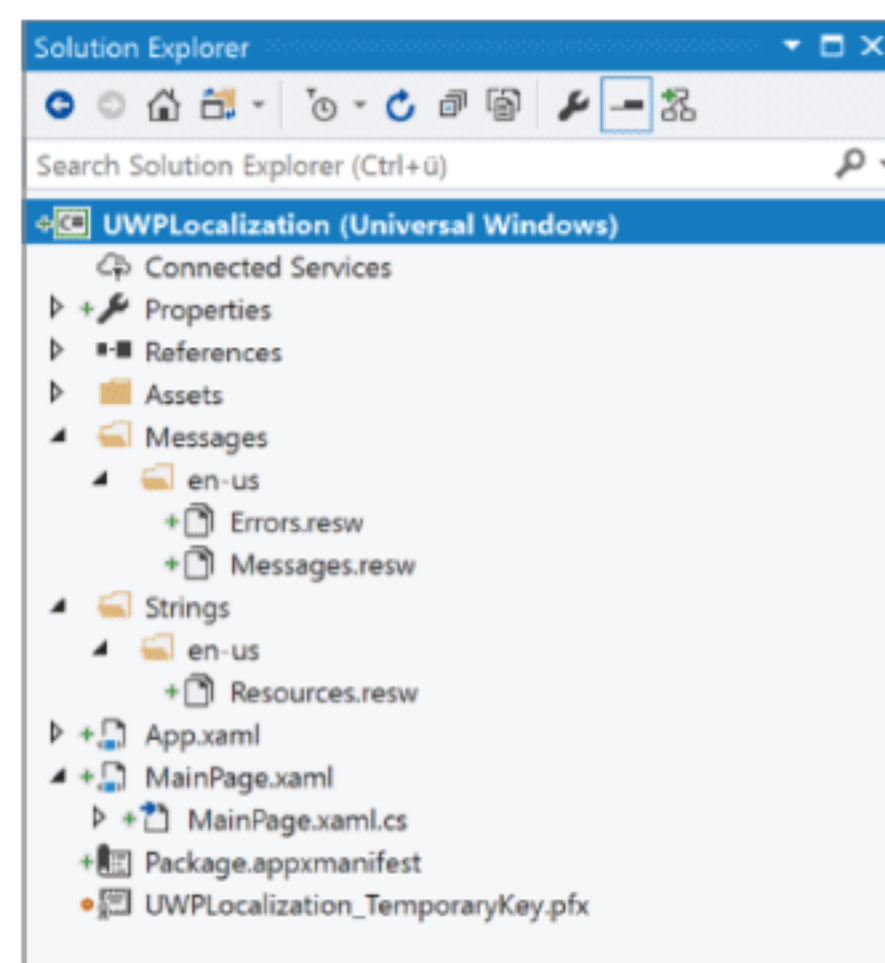 Solution Explorer
Search Solution Explorer (Ctrl+ü)
C# UWPLocalization (Universal Windows)
Connected Services
Properties
References
Assets
Messages
en-us
Errors.resw
Messages.resw
Strings
en-us
Resources.resw
App.xaml
MainPage.xaml
MainPage.xaml.cs
Package.appxmanifest
UWPLocalization_TemporaryKey.pfx